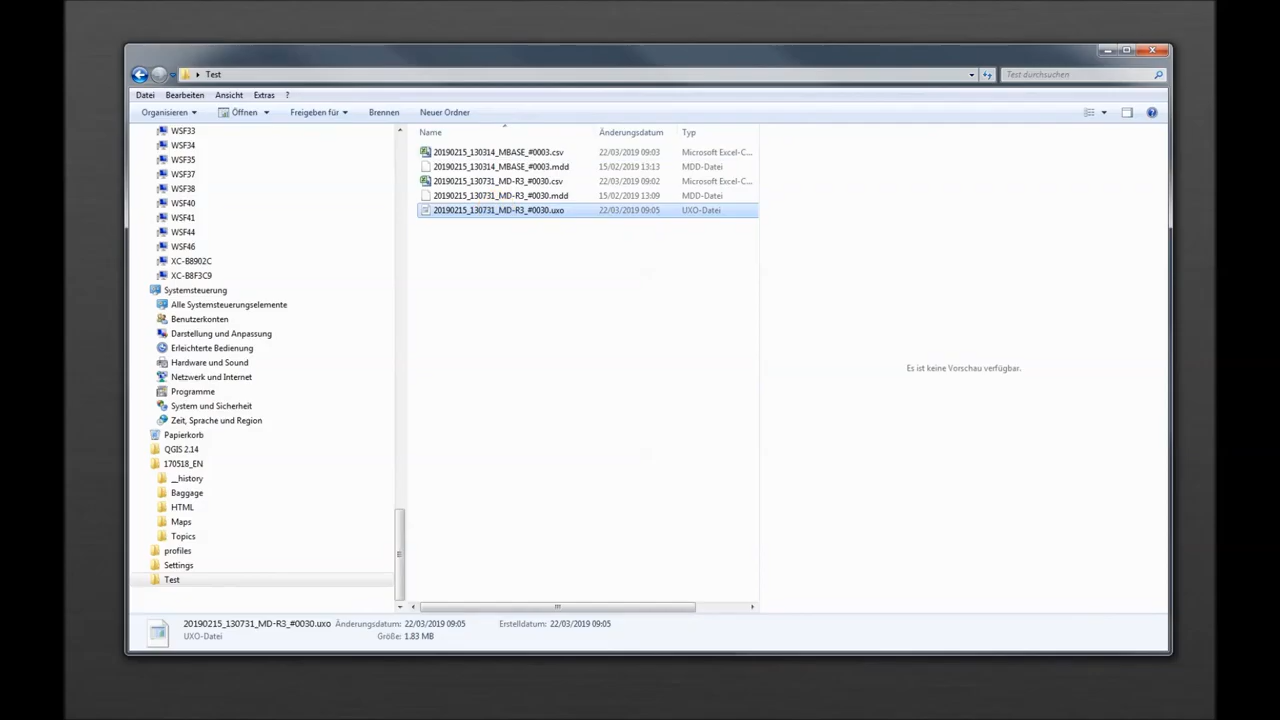 Test
Test durchsuchen
Datei Bearbeiten Ansicht Extras ?
Organisieren Öffnen Freigeben für Brennen Neuer Ordner
WSF33
WSF34
WSF35
WSF37
WSF38
WSF40
WSF41
WSF44
WSF46
XC-B8902C
XC-B8F3C9
Systemsteuerung
Alle Systemsteuerungselemente
Benutzerkonten
Darstellung und Anpassung
Erleichterte Bedienung
Hardware und Sound
Netzwerk und Internet
Programme
System und Sicherheit
Zeit, Sprache und Region
Papierkorb
QGIS 2.14
170518_EN
__history
Baggage
HTML
Maps
Topics
profiles
Settings
Test
Name Änderungsdatum Typ
20190215_130314_MBASE_#0003.csv 22/03/2019 09:03 Microsoft Excel-C...
20190215_130314_MBASE_#0003.mdd 15/02/2019 13:13 MDD-Datei
20190215_130731_MD-R3_#0030.csv 22/03/2019 09:02 Microsoft Excel-C...
20190215_130731_MD-R3_#0030.mdd 15/02/2019 13:09 MDD-Datei
20190215_130731_MD-R3_#0030.uxo 22/03/2019 09:05 UXO-Datei
Es ist keine Vorschau verfügbar.
20190215_130731_MD-R3_#0030.uxo Änderungsdatum: 22/03/2019 09:05 Erstelldatum: 22/03/2019 09:05
UXO-Datei Größe: 1.83 MB